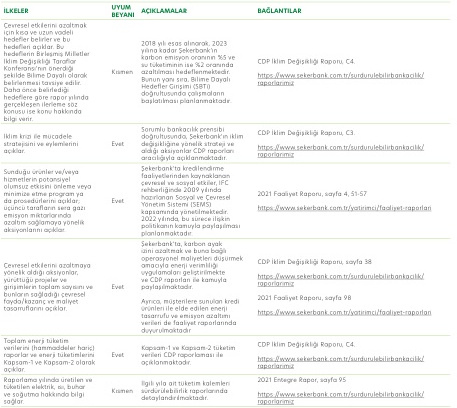 İLKELER
UYUM
BEYANI
AÇIKLAMALAR
BAĞLANTILAR
Çevresel etkilerini azaltmak
için kısa ve uzun vadeli
hedefler belirler ve bu
hedefleri açıklar. Bu
hedeflerin Birleşmiş Milletler
İklim Değişikliği Taraflar
Konferansı'nın önerdiği
şekilde Bilime Dayalı olarak
belirlenmesi tavsiye edilir.
Daha önce belirlediği
hedeflere göre rapor yılında
gerçekleşen ilerleme söz
konusu ise konu hakkında
bilgi verir.
Kısmen
2018 yılı esas alınarak, 2023
yılına kadar Şekerbank'ın
karbon emisyon oranının %5 ve
su tüketiminin ise %2 oranında
azaltılması hedeflenmektedir.
Bunun yanı sıra, Bilime Dayalı
Hedefler Girişimi (SBTi)
doğrultusunda çalışmaların
başlatılması planlanmaktadır.
CDP İklim Değişikliği Raporu, C4.
https://www.sekerbank.com.tr/surdurulebilirbankacilik/
raporlarimiz
İklim krizi ile mücadele
stratejisini ve eylemlerini
açıklar.
Evet
Sorumlu bankacılık prensibi
doğrultusunda, Şekerbank'ın iklim
değişikliğine yönelik strateji ve
aldığı aksiyonlar CDP raporları
aracılığıyla açıklanmaktadır.
CDP İklim Değişikliği Raporu, C3.
https://www.sekerbank.com.tr/surdurulebilirbankacilik/
raporlarimiz
Sunduğu ürünler ve/veya
hizmetlerin potansiyel
olumsuz etkisini önleme veya
minimize etme program ya
da prosedürlerini açıklar;
üçüncü tarafların sera gazı
emisyon miktarlarında
azaltım sağlamaya yönelik
aksiyonlarını açıklar.
Evet
Şekerbank'ta kredilendirme
faaliyetlerinden kaynaklanan
çevresel ve sosyal etkiler, IFC
rehberliğinde 2009 yılında
hazırlanan Sosyal ve Çevresel
Yönetim Sistemi (SEMS)
kapsamında yönetilmektedir.
2022 yılında, bu sürece ilişkin
politikanın kamuyla paylaşılması
planlanmaktadır.
2021 Faaliyet Raporu, sayfa 4, 51-57
https://www.sekerbank.com.tr/yatirimci/faaliyet-raporlari
Çevresel etkilerini azaltmaya
yönelik aldığı aksiyonlar,
yürüttüğü projeler ve
girişimlerin toplam sayısını ve
bunların sağladığı çevresel
fayda/kazanç ve maliyet
tasarruflarını açıklar.
Evet
Şekerbank'ta, karbon ayak
izini azaltmak ve buna bağlı
operasyonel maliyetleri düşürmek
amacıyla enerji verimliliği
uygulamaları geliştirilmekte
ve CDP raporları ile kamuyla
paylaşılmaktadır.
Ayrıca, müşterilere sunulan kredi
ürünleri ile elde edilen enerji
tasarrufu ve emisyon azaltımı
verileri de faaliyet raporlarında
duyurulmaktadır
CDP İklim Değişikliği Raporu, sayfa 38
https://www.sekerbank.com.tr/surdurulebilirbankacilik/
raporlarimiz
2021 Faaliyet Raporu, sayfa 98
https://www.sekerbank.com.tr/yatirimci/faaliyet-raporlari
Toplam enerji tüketim
verilerini (hammaddeler hariç)
raporlar ve enerji tüketimlerini
Kapsam-1 ve Kapsam-2 olarak
açıklar.
Evet
Kapsam-1 ve Kapsam-2 tüketim
verileri CDP raporlaması ile
açıklanmaktadır.
CDP İklim Değişikliği Raporu, C4.
https://www.sekerbank.com.tr/surdurulebilirbankacilik/
raporlarimiz
Raporlama yılında üretilen ve
tüketilen elektrik, ısı, buhar
ve soğutma hakkında bilgi
sağlar.
Kısmen
İlgili yıla ait tüketim kalemleri
sürdürülebilirlik raporlarında
detaylandırılmaktadır.
2021 Entegre Rapor, sayfa 95
https://www.sekerbank.com.tr/surdurulebilirbankacilik/
raporlarimiz